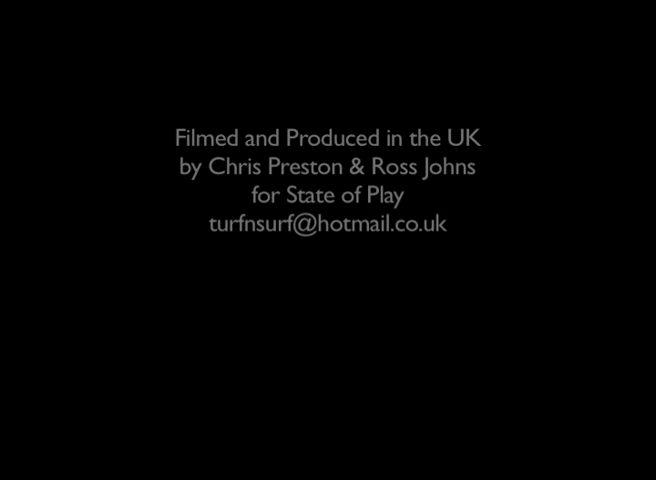 Filmed and Produced in the UK
by Chris Preston & Ross Johns
for State of Play
turfnsurf@hotmail.co.uk